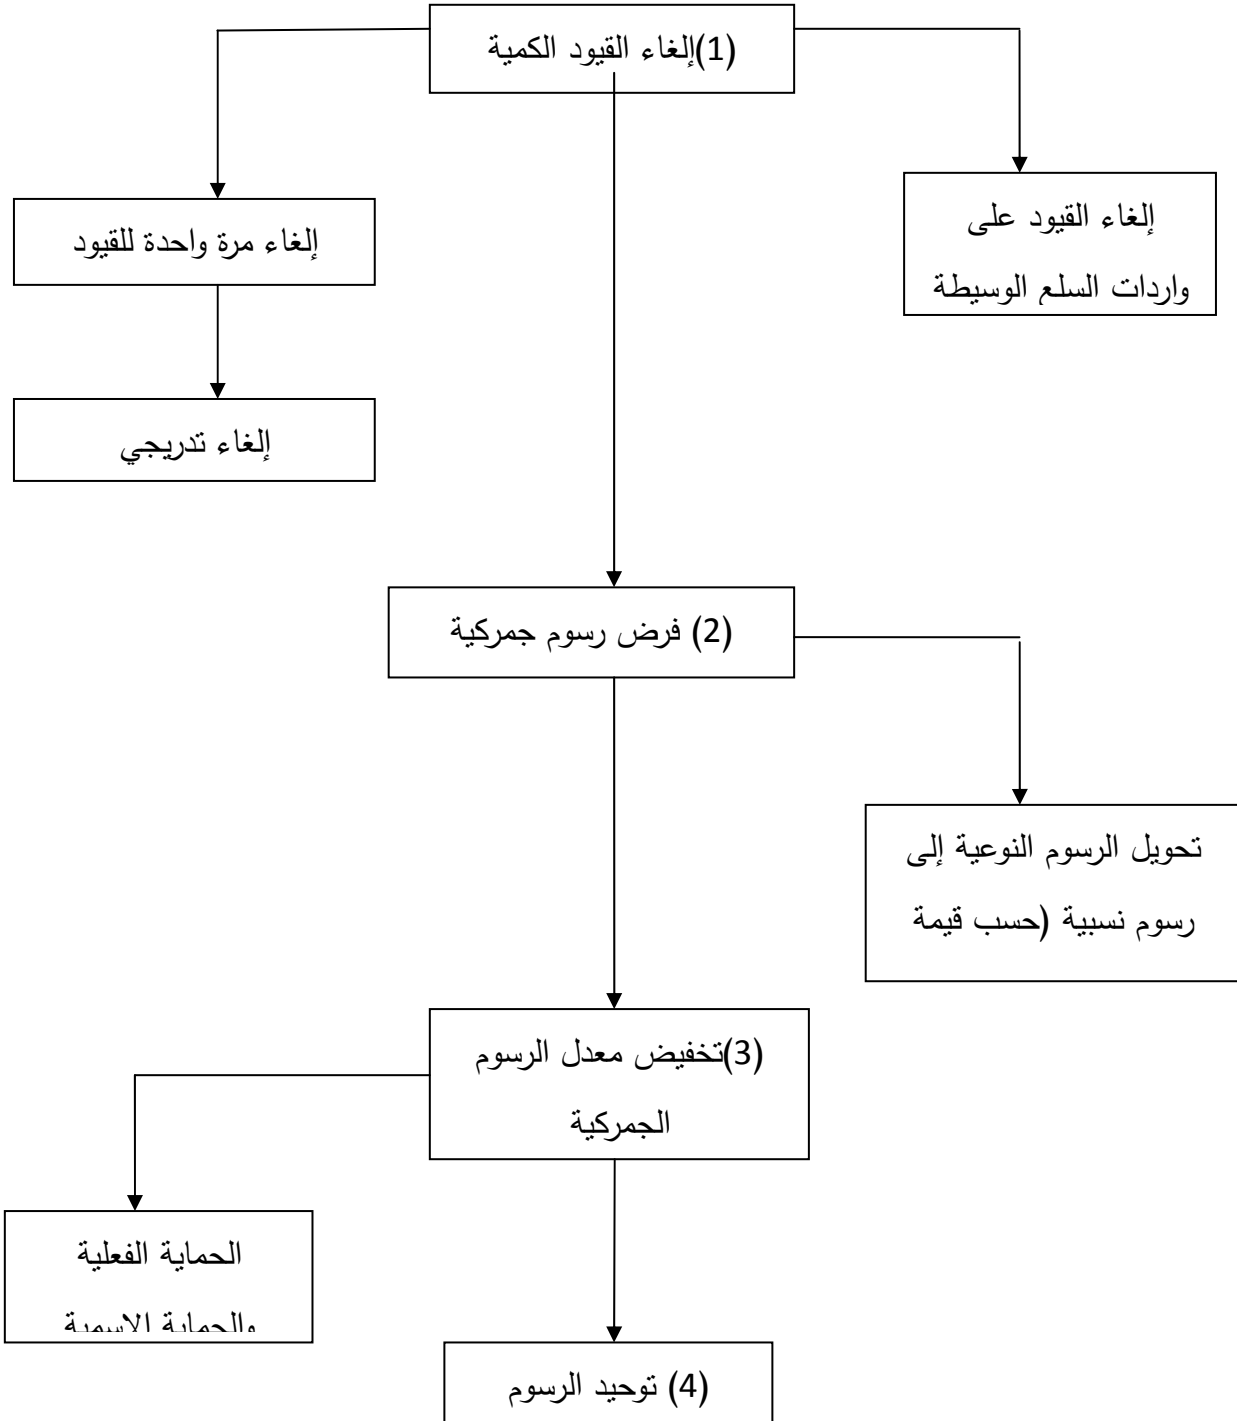 (1)إلغاء القيود الكمية
إلغاء القيود على
واردات السلع الوسيطة
إلغاء مرة واحدة للقيود
إلغاء تدريجي
(2) فرض رسوم جمركية
تحويل الرسوم النوعية إلى
رسوم نسبية (حسب قيمة
(3)تخفيض معدل الرسوم
الجمركية
الحماية الفعلية
والحماية الاسمية
(4) توحيد الرسوم